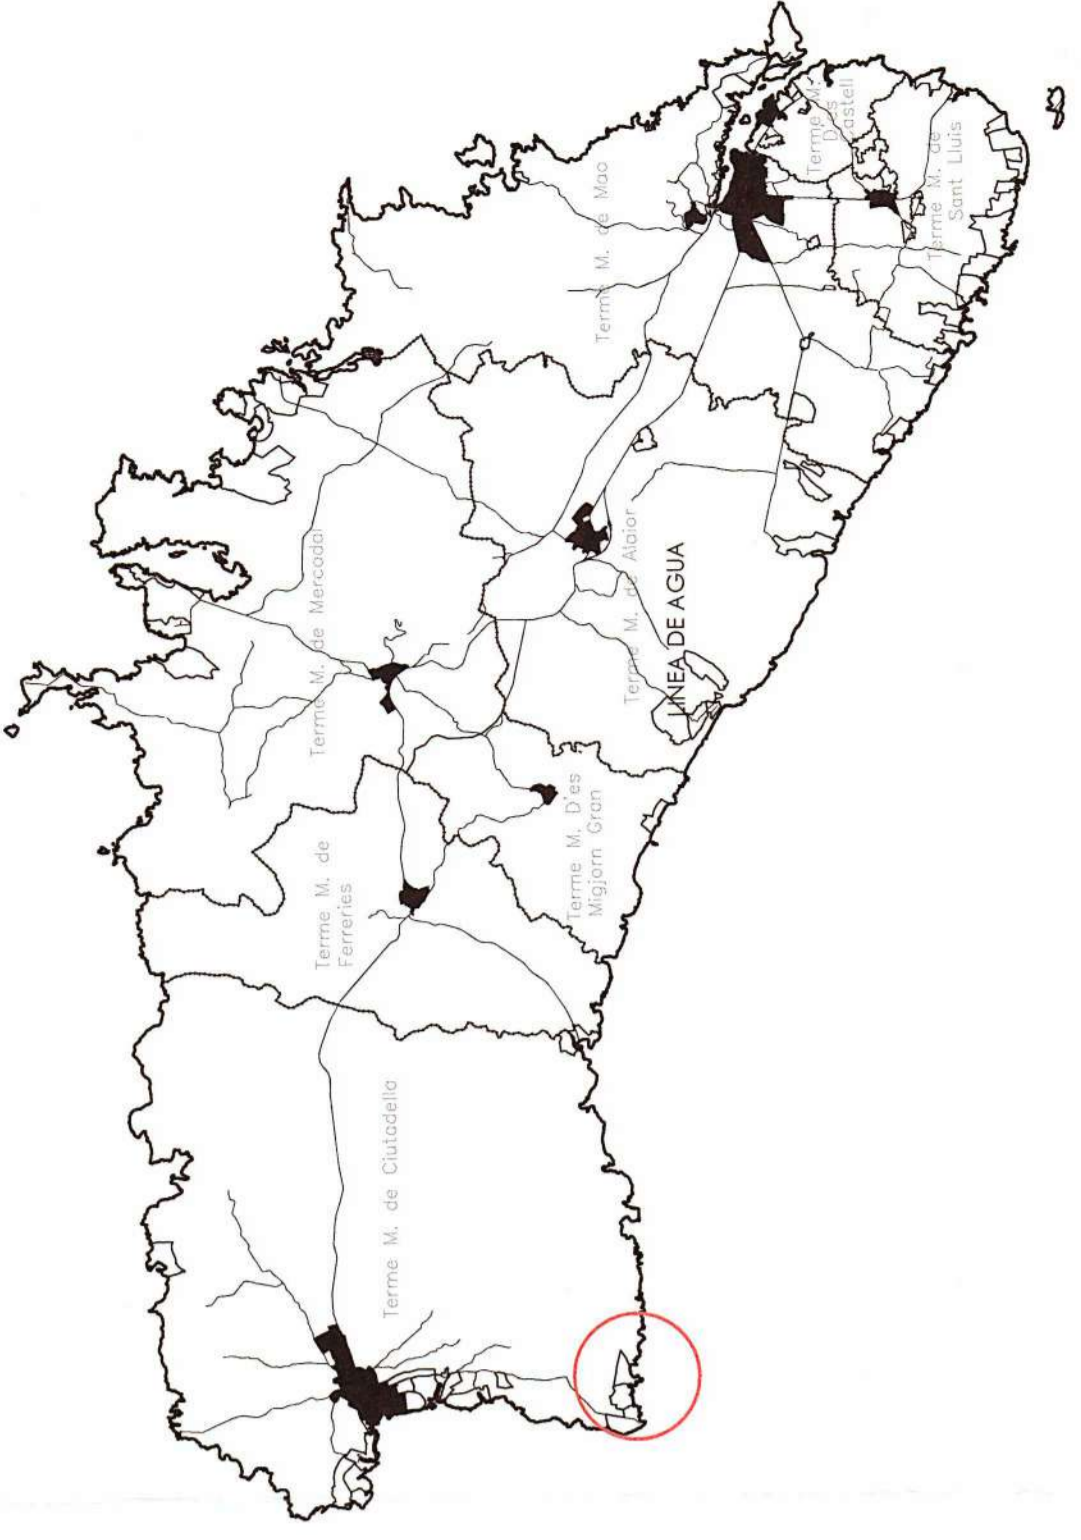 Terme M. de Ciutadella
Terme M. de
Ferreries
Terme M. D'es
Migjorn Gran
Terme M. de Mercadal
Terme M. de Alaior
LINEA DE AGUA
Terme M. de Mao
Terme M.
D'es
Castell
Terme M. de
Sant Lluis